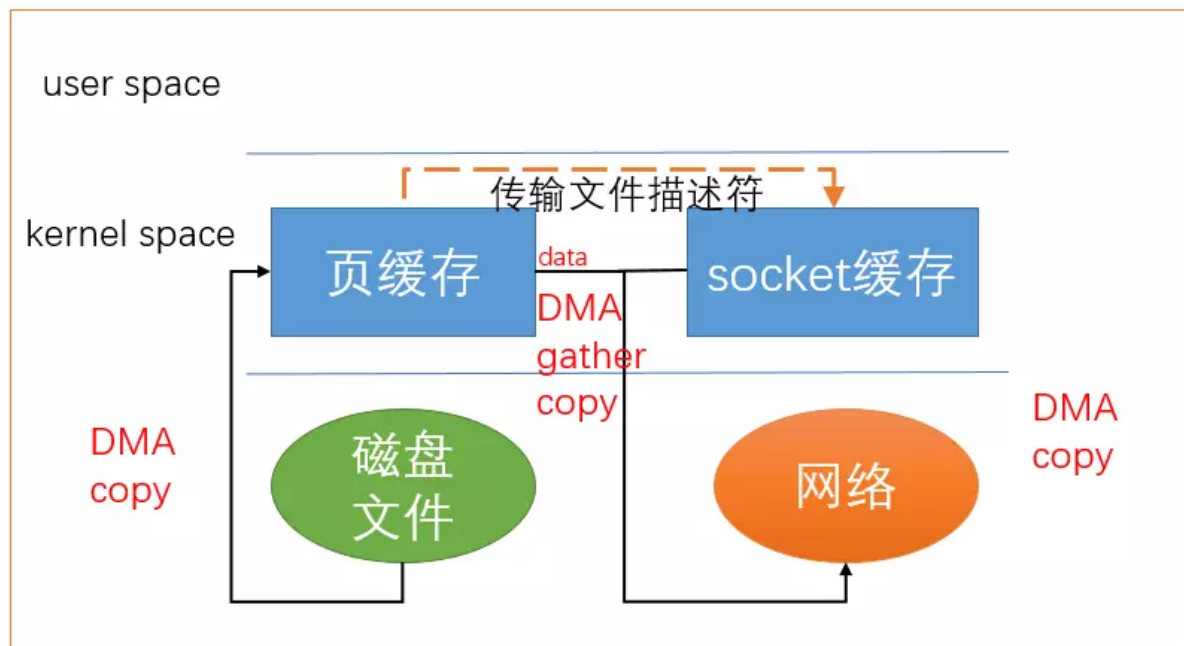 user space
传输文件描述符
kernel space
页缓存
data
socket缓存
DMA
gather
copy
DMA
copy
磁盘
文件
网络
DMA
copy